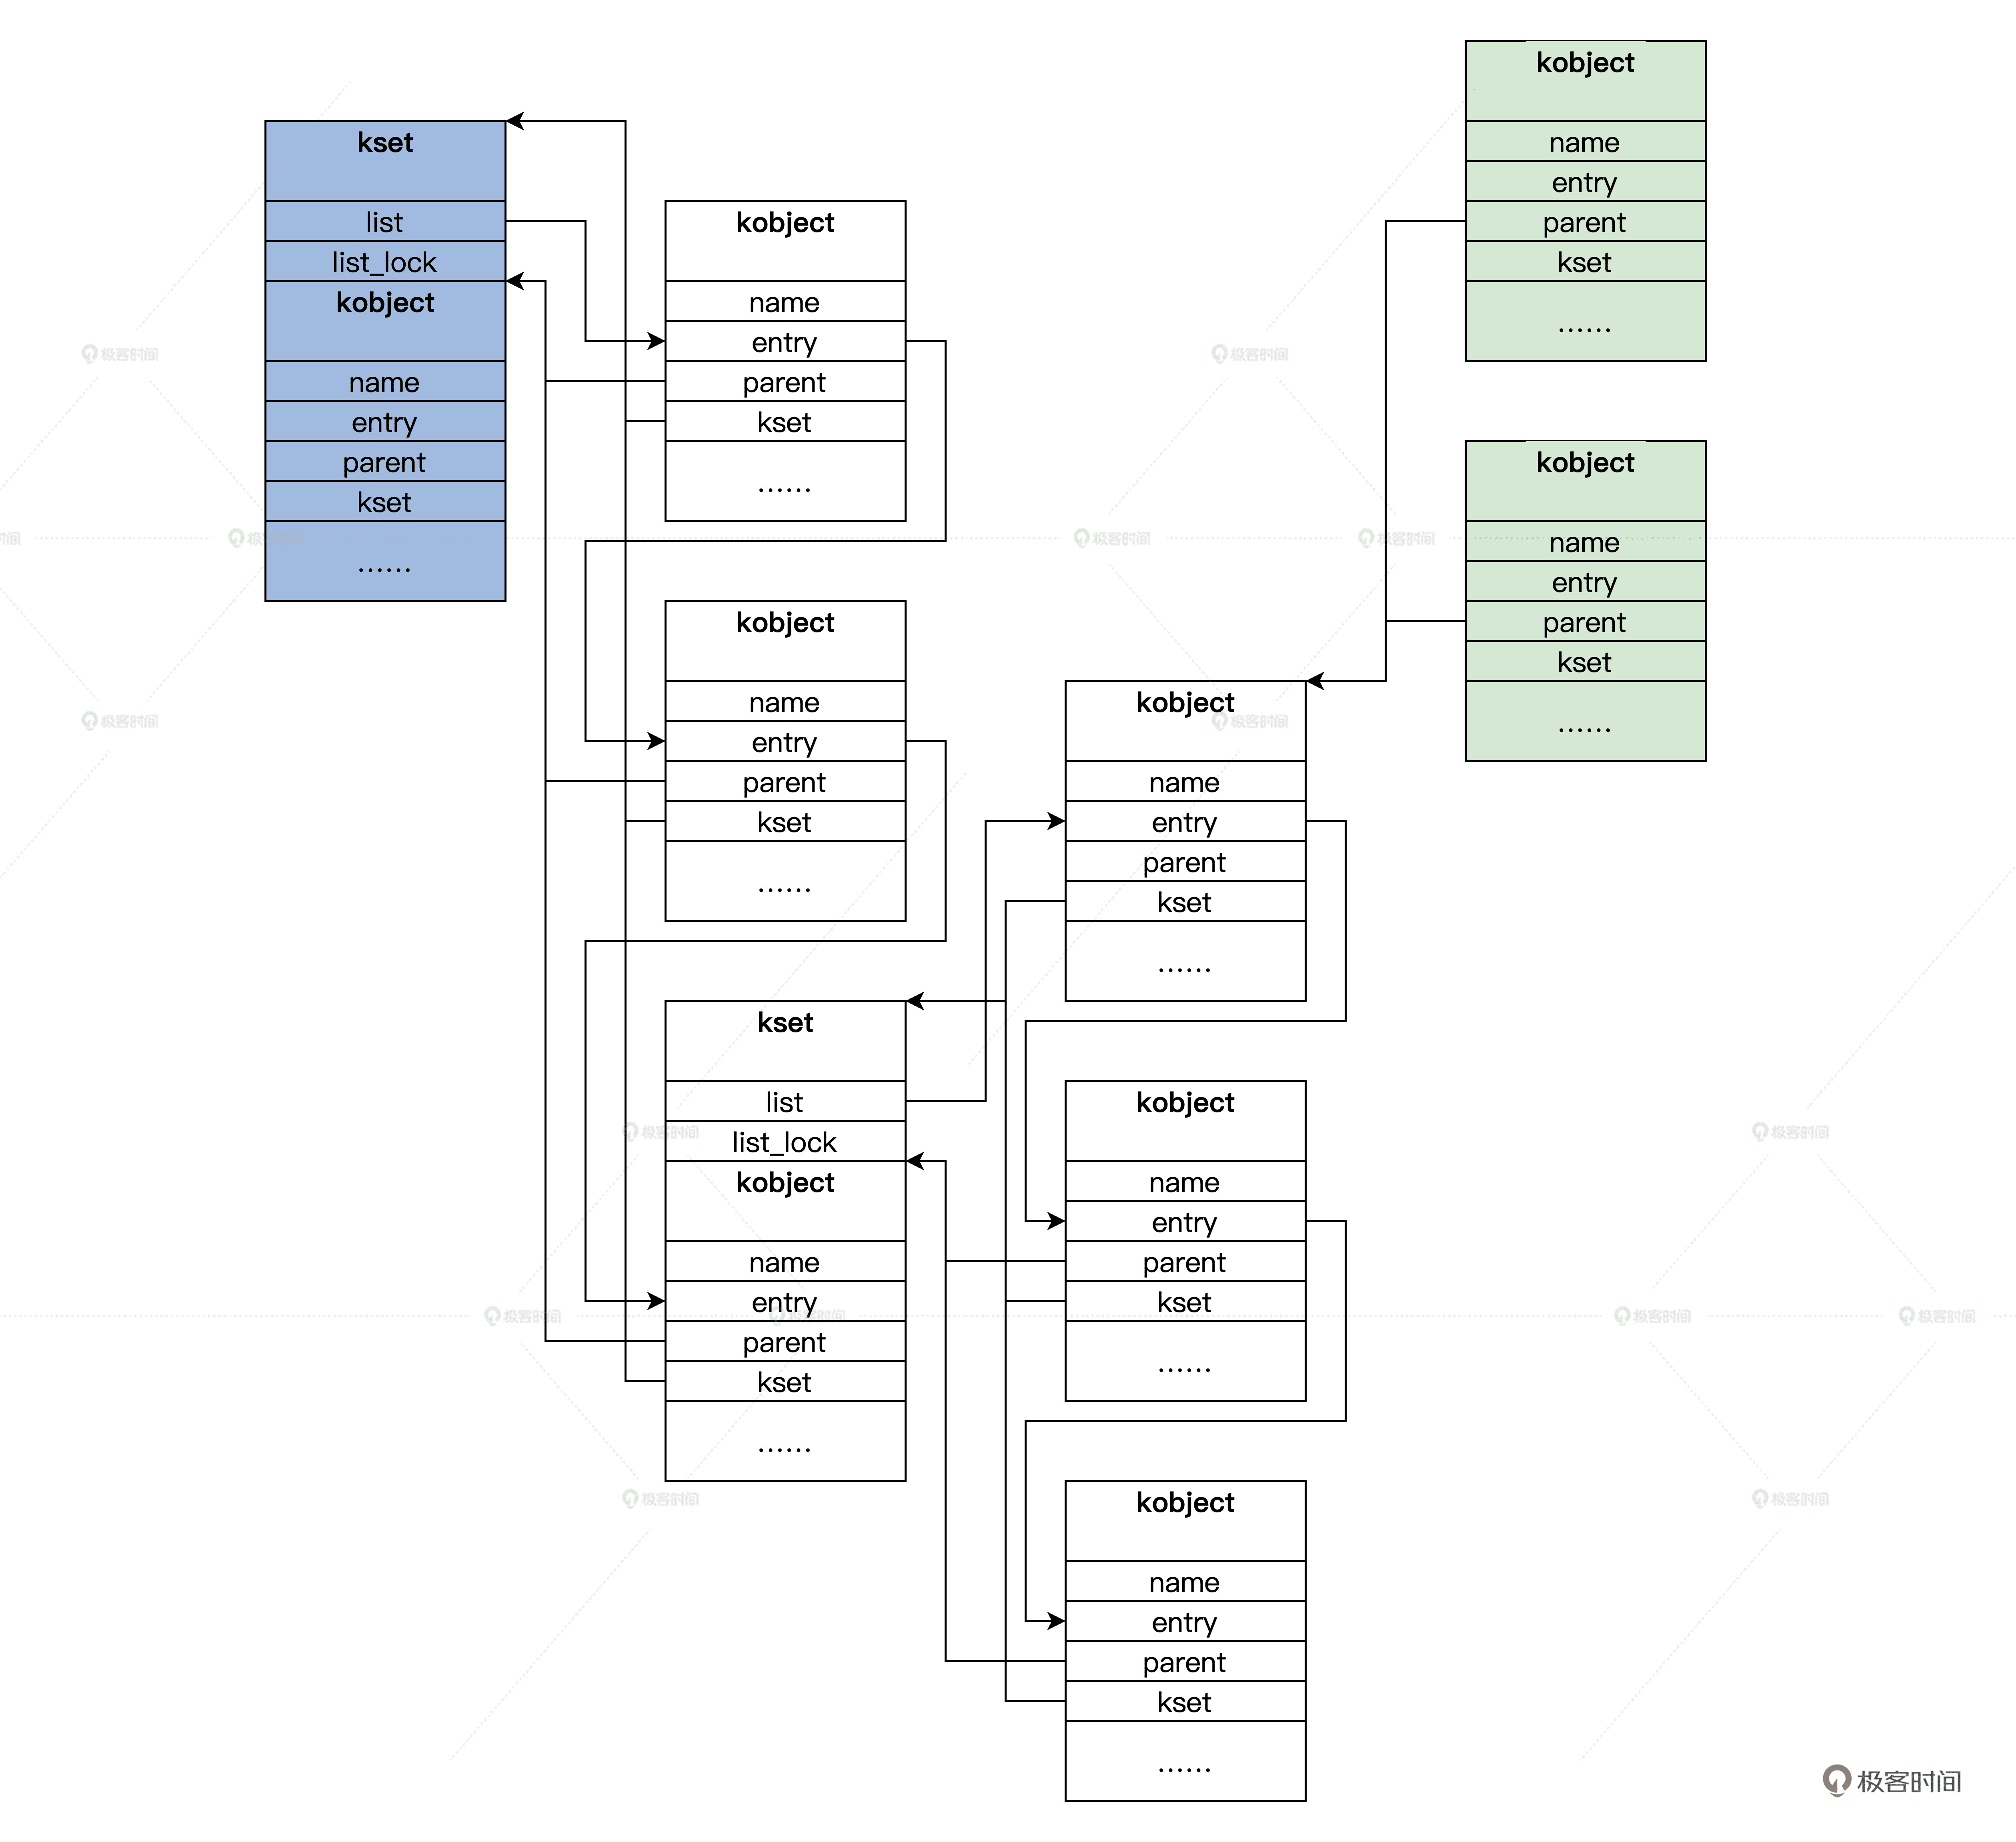 kset
list
list_lock
kobject
name
entry
parent
kset
......
kobject
name
entry
parent
kset
......
kobject
name
entry
parent
kset
......
kset
list
list_lock
kobject
name
entry
parent
kset
......
kobject
name
entry
parent
kset
......
kobject
name
entry
parent
kset
......
kobject
name
entry
parent
kset
......
kobject
name
entry
parent
kset
......
kobject
name
entry
parent
kset
......
极客时间